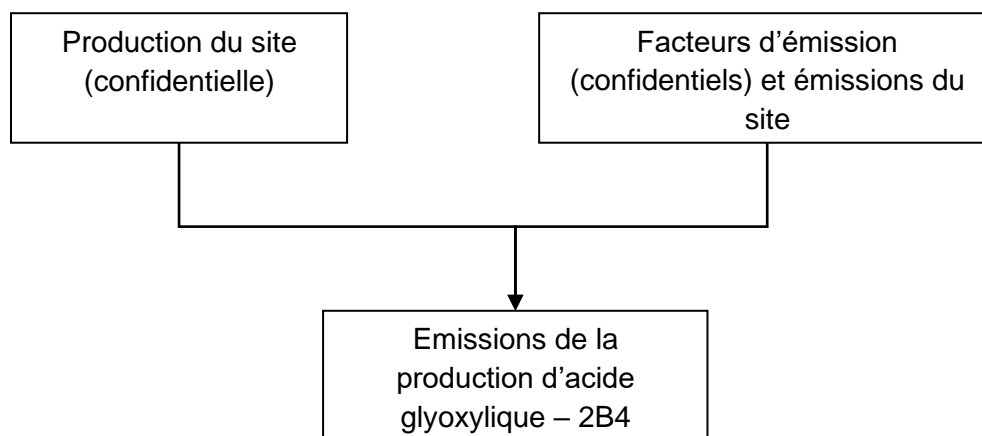 Production du site
(confidentielle)
Facteurs d’émission
(confidentiels) et émissions du
site
Emissions de la
production d’acide
glyoxylique – 2B4